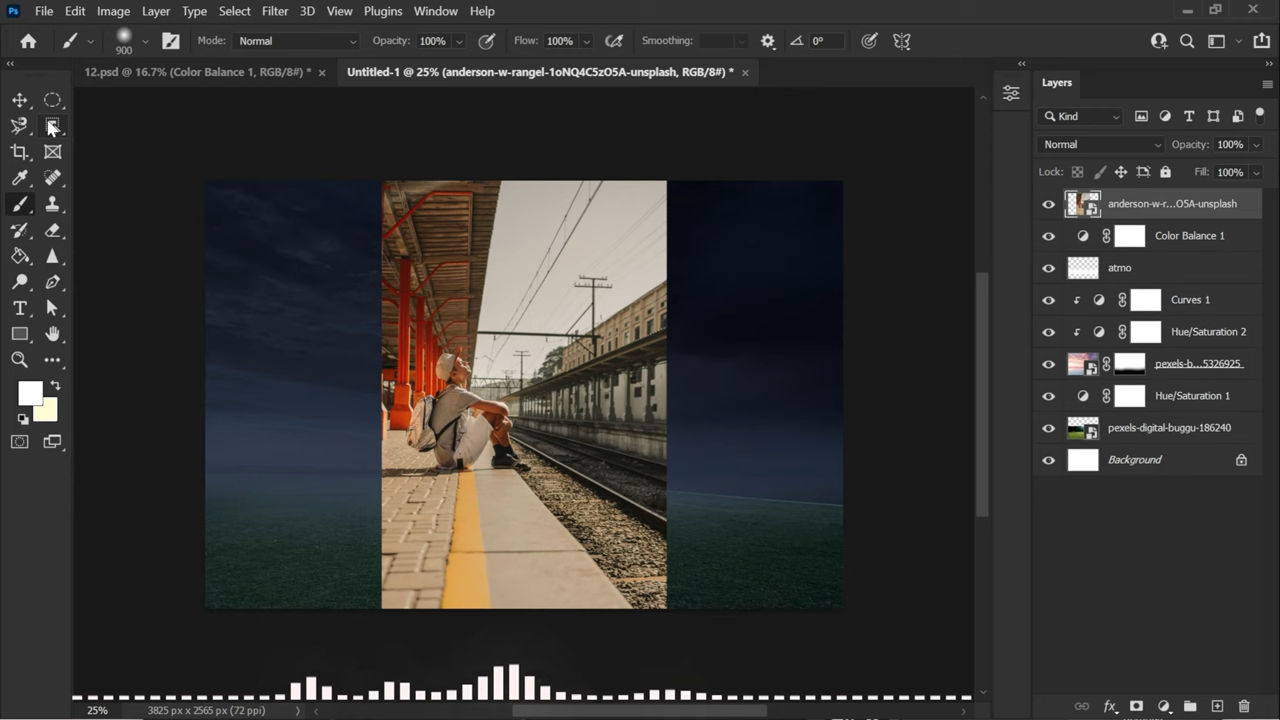 Ps File Edit Image Layer Type Select Filter 3D View Plugins Window Help
900 Mode: Normal Opacity: 100% Flow: 100% Smoothing: 0°
12.psd @ 16.7% (Color Balance 1, RGB/8#) * × Untitled-1 @ 25% (anderson-w-rangel-1oNQ4C5zO5A-unsplash, RGB/8#) * ×
Layers
Kind
Normal Opacity: 100%
Lock: Fill: 100%
anderson-w-r...O5A-unsplash
Color Balance 1
atmo
Curves 1
Hue/Saturation 2
pexels-b...5326925
Hue/Saturation 1
pexels-digital-buggu-186240
Background
25% 3825 px x 2565 px (72 ppi)